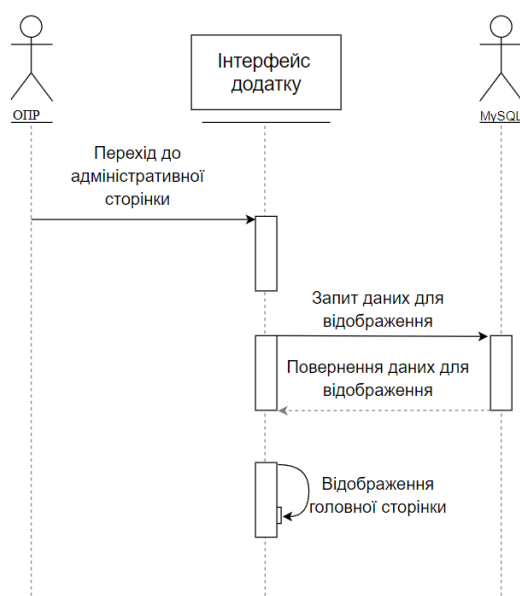 Інтерфейс
додатку
ОПР
MySQL
Перехід до
адміністративної
сторінки
Запит даних для
відображення
Повернення даних для
відображення
Відображення
головної сторінки